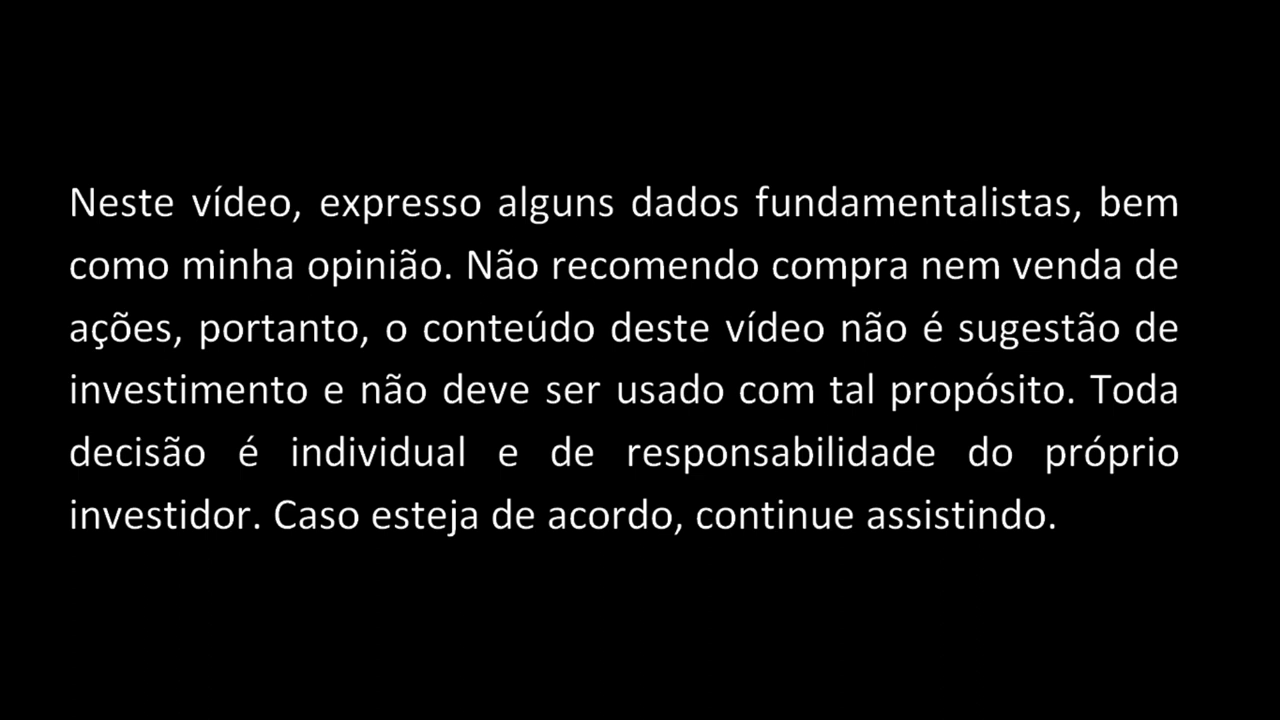 Neste vídeo, expresso alguns dados fundamentalistas, bem
como minha opinião. Não recomendo compra nem venda de
ações, portanto, o conteúdo deste vídeo não é sugestão de
investimento e não deve ser usado com tal propósito. Toda
decisão é individual e de responsabilidade do próprio
investidor. Caso esteja de acordo, continue assistindo.